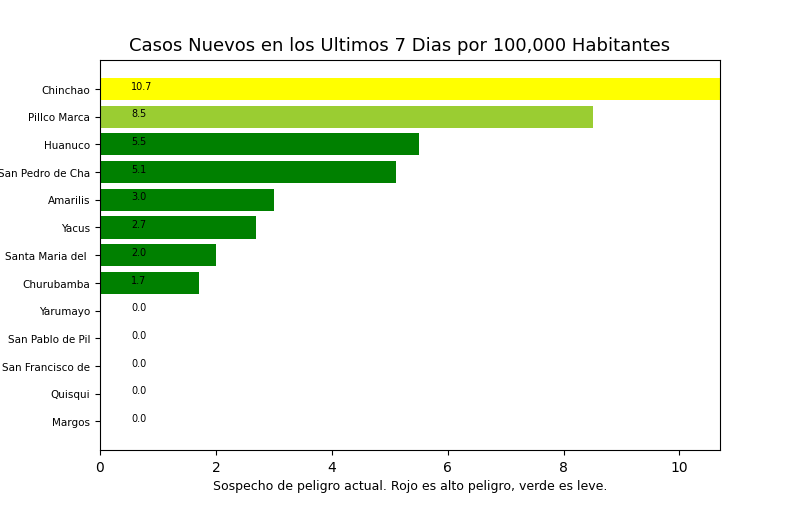 Casos Nuevos en los Ultimos 7 Dias por 100,000 Habitantes
Chinchao 10.7
Pillco Marca 8.5
Huanuco 5.5
San Pedro de Cha 5.1
Amarilis 3.0
Yacus 2.7
Santa Maria del 2.0
Churubamba 1.7
Yarumayo 0.0
San Pablo de Pil 0.0
San Francisco de 0.0
Quisqui 0.0
Margos 0.0
0 2 4 6 8 10
Sospecho de peligro actual. Rojo es alto peligro, verde es leve.